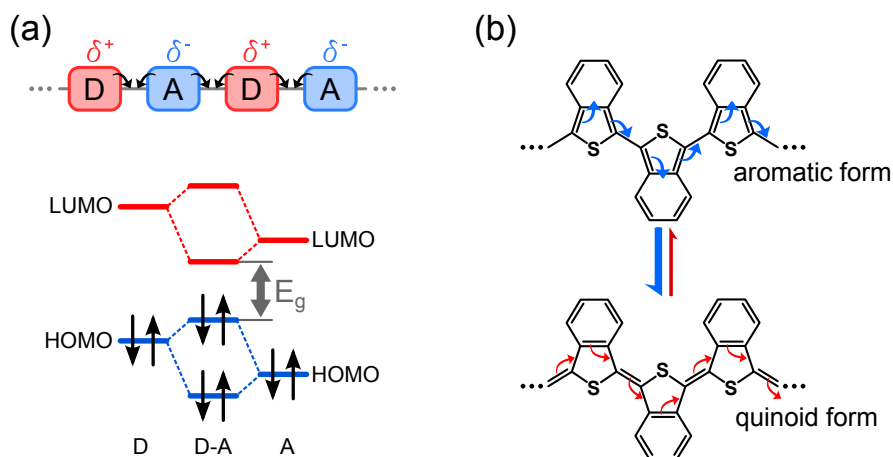 (a)
δ+ δ- δ+ δ-
... D A D A ...
LUMO
LUMO
Eg
HOMO
HOMO
D D-A A
(b)
S S S
... ...
aromatic form
S S S
... ...
quinoid form